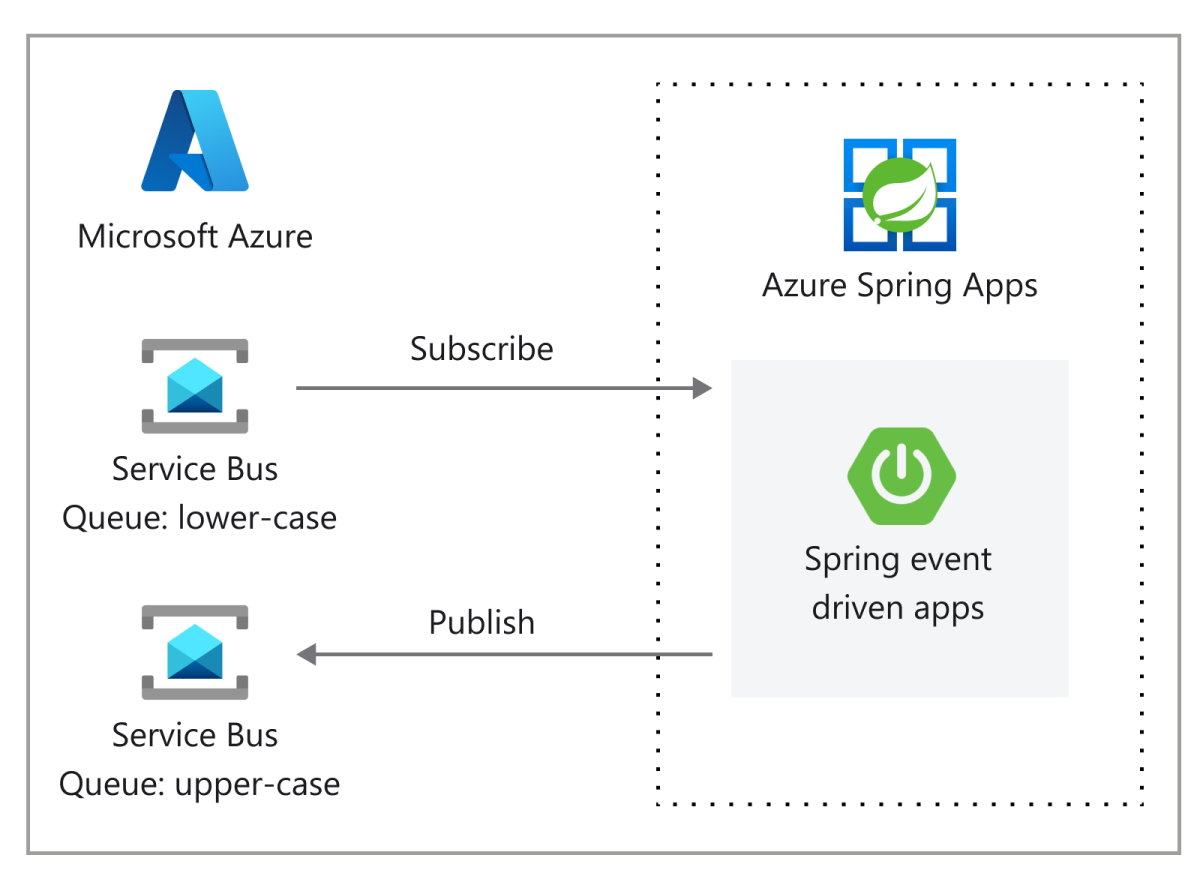 Microsoft Azure
Azure Spring Apps
Subscribe
Service Bus
Queue: lower-case
Spring event
driven apps
Publish
Service Bus
Queue: upper-case